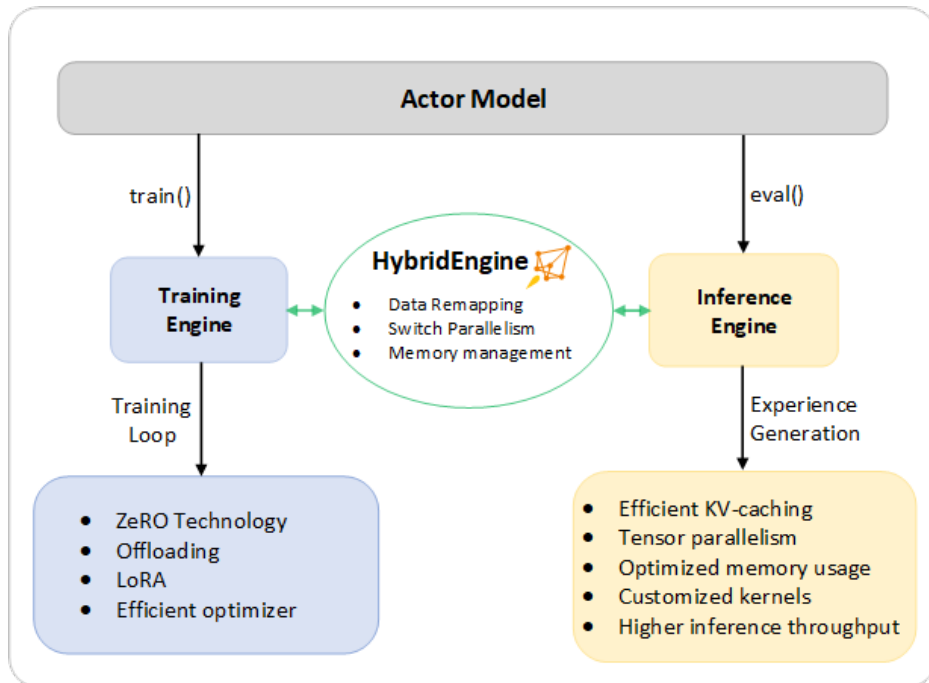 Actor Model
train()
eval()
HybridEngine
Data Remapping
Switch Parallelism
Memory management
Training
Engine
Inference
Engine
Training
Loop
Experience
Generation
ZeRO Technology
Offloading
LoRA
Efficient optimizer
Efficient KV-caching
Tensor parallelism
Optimized memory usage
Customized kernels
Higher inference throughput